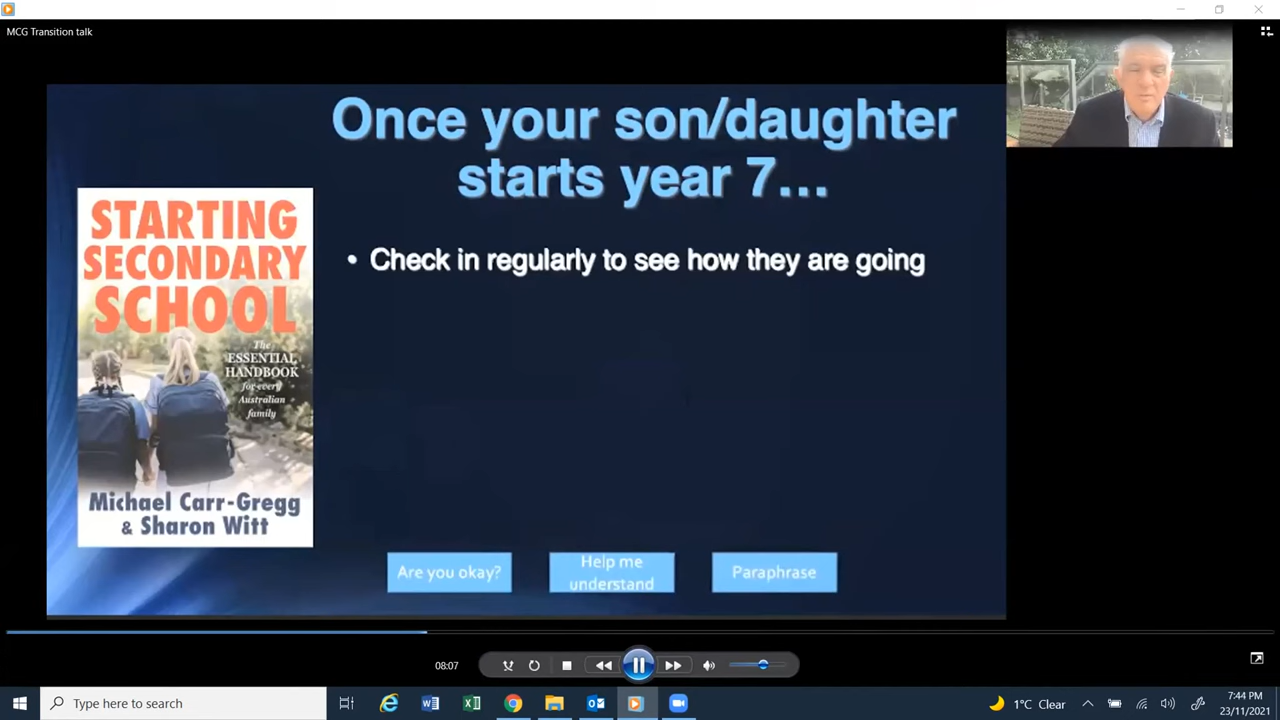 MCG Transition talk
Once your son/daughter
starts year 7...
STARTING
SECONDARY
SCHOOL
The
ESSENTIAL
HANDBOOK
for every
Australian
family
Michael Carr-Gregg
& Sharon Witt
• Check in regularly to see how they are going
Are you okay?
Help me
understand
Paraphrase
08:07
Type here to search
1°C Clear
7:44 PM
23/11/2021